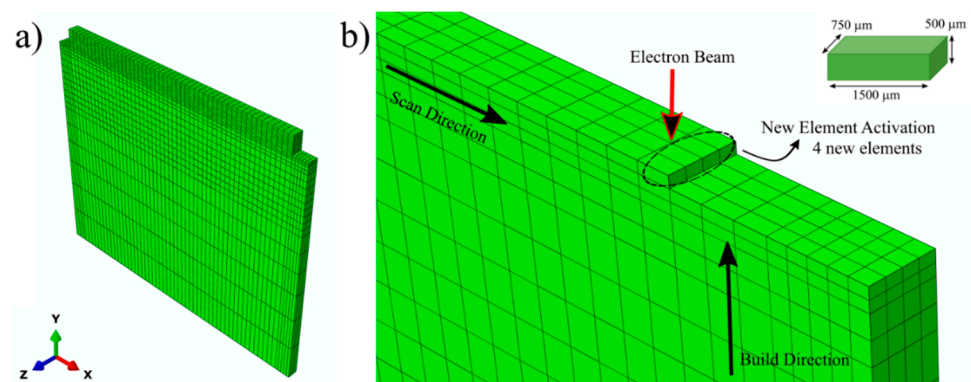 a)
Y
Z
X
b)
Scan Direction
Electron Beam
750 μm
500 μm
1500 μm
New Element Activation
4 new elements
Build Direction